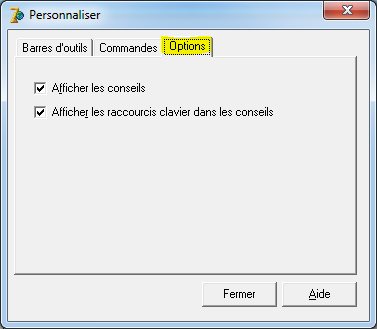 Personnaliser
Barres d'outils Commandes Options
Afficher les conseils
Afficher les raccourcis clavier dans les conseils
Fermer Aide